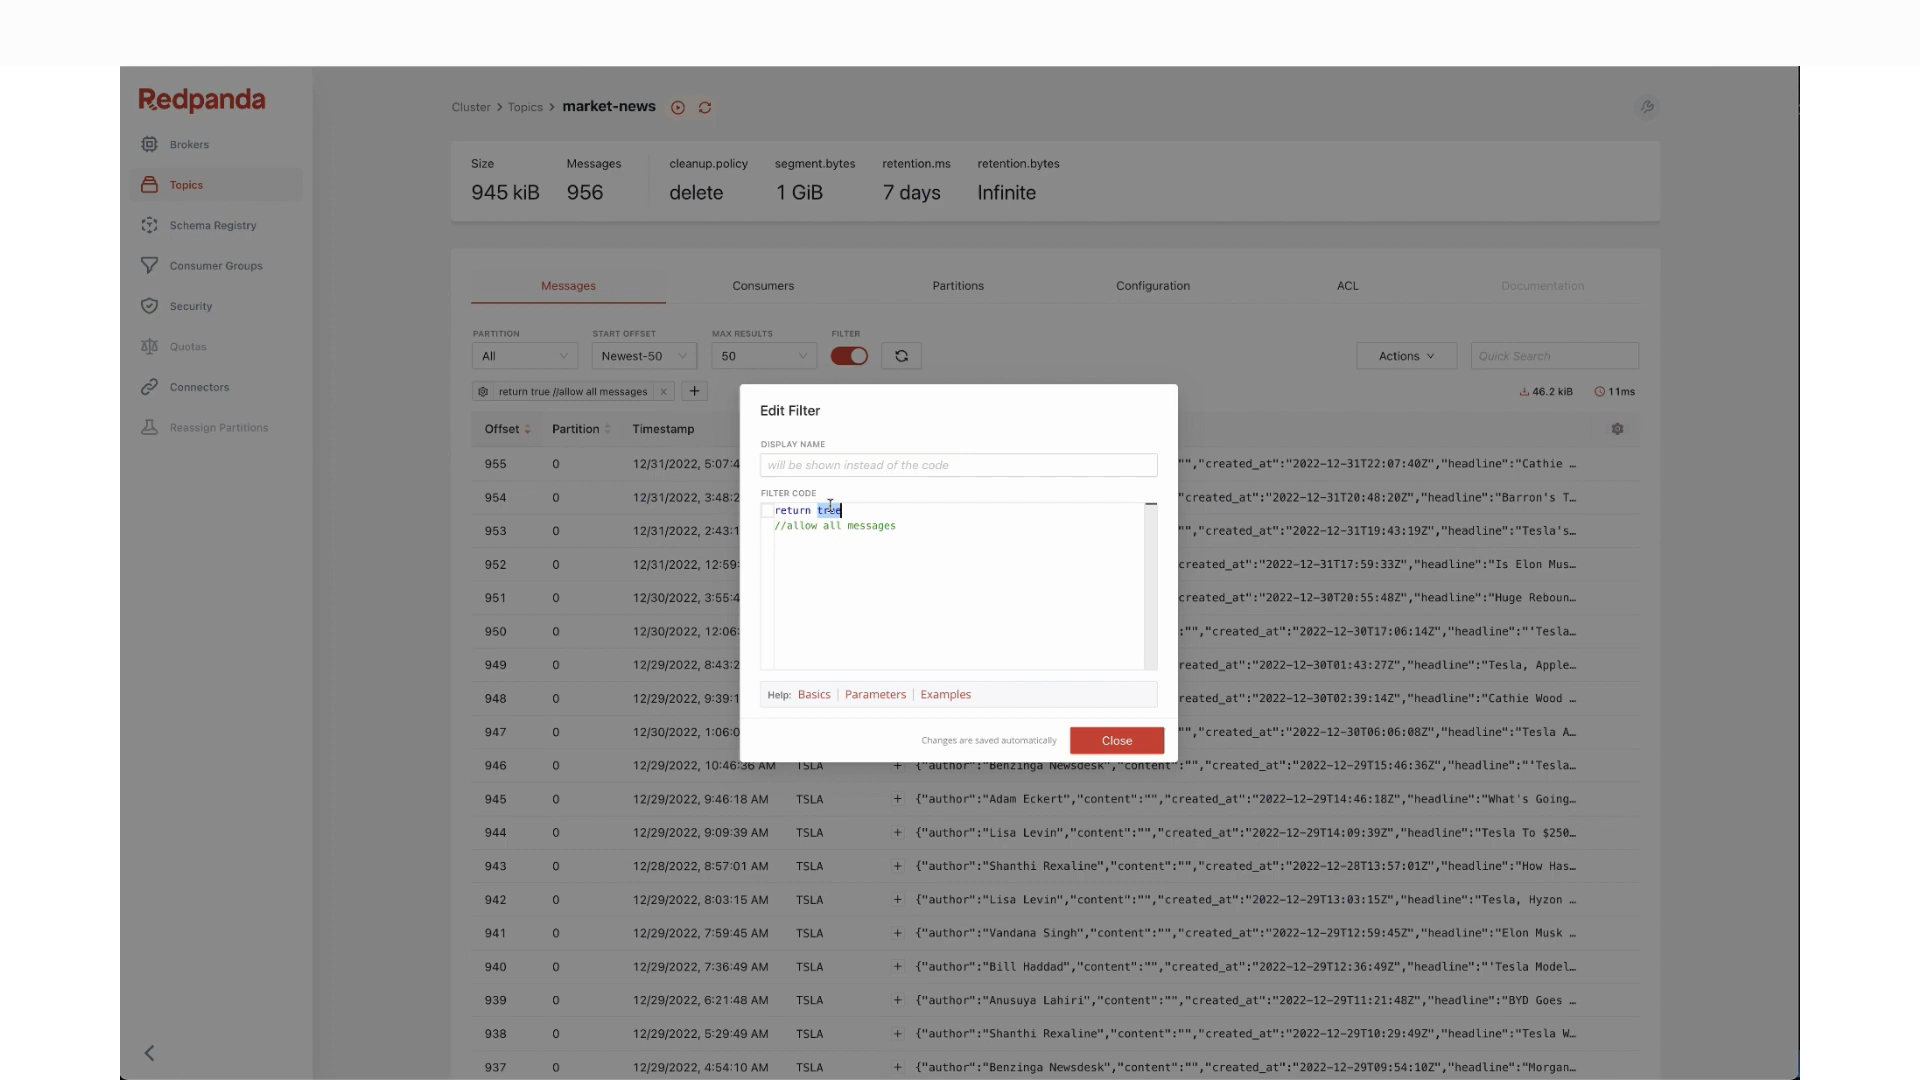 Redpanda
Brokers
Topics
Schema Registry
Consumer Groups
Security
Quotas
Connectors
Reassign Partitions
Cluster > Topics > market-news
Size Messages cleanup.policy segment.bytes retention.ms retention.bytes
945 kiB 956 delete 1 GiB 7 days Infinite
Messages Consumers Partitions Configuration ACL Documentation
PARTITION START OFFSET MAX RESULTS FILTER
All Newest-50 50 Actions Quick Search
return true //allow all messages × + 46.2 kiB 11ms
Offset Partition Timestamp
955 0 12/31/2022, 5:07:4 "","created_at":"2022-12-31T22:07:40Z","headline":"Cathie …
954 0 12/31/2022, 3:48:2 "created_at":"2022-12-31T20:48:20Z","headline":"Barron's T…
953 0 12/31/2022, 2:43:1 "created_at":"2022-12-31T19:43:19Z","headline":"Tesla's…
952 0 12/31/2022, 12:59: created_at":"2022-12-31T17:59:33Z","headline":"Is Elon Mus…
951 0 12/30/2022, 3:55:4 created_at":"2022-12-30T20:55:48Z","headline":"Huge Reboun…
950 0 12/30/2022, 12:06: :"","created_at":"2022-12-30T17:06:14Z","headline":"'Tesla…
949 0 12/29/2022, 8:43:2 reated_at":"2022-12-30T01:43:27Z","headline":"Tesla, Apple…
948 0 12/29/2022, 9:39:1 reated_at":"2022-12-30T02:39:14Z","headline":"Cathie Wood …
947 0 12/30/2022, 1:06:0 ","created_at":"2022-12-30T06:06:08Z","headline":"Tesla A…
946 0 12/29/2022, 10:46:36 AM TSLA + {"author":"Benzinga Newsdesk","content":"","created_at":"2022-12-29T15:46:36Z","headline":"'Tesla…
945 0 12/29/2022, 9:46:18 AM TSLA + {"author":"Adam Eckert","content":"","created_at":"2022-12-29T14:46:18Z","headline":"What's Going…
944 0 12/29/2022, 9:09:39 AM TSLA + {"author":"Lisa Levin","content":"","created_at":"2022-12-29T14:09:39Z","headline":"Tesla To $250…
943 0 12/28/2022, 8:57:01 AM TSLA + {"author":"Shanthi Rexaline","content":"","created_at":"2022-12-28T13:57:01Z","headline":"How Has…
942 0 12/29/2022, 8:03:15 AM TSLA + {"author":"Lisa Levin","content":"","created_at":"2022-12-29T13:03:15Z","headline":"Tesla, Hyzon …
941 0 12/29/2022, 7:59:45 AM TSLA + {"author":"Vandana Singh","content":"","created_at":"2022-12-29T12:59:45Z","headline":"Elon Musk …
940 0 12/29/2022, 7:36:49 AM TSLA + {"author":"Bill Haddad","content":"","created_at":"2022-12-29T12:36:49Z","headline":"'Tesla Model…
939 0 12/29/2022, 6:21:48 AM TSLA + {"author":"Anusuya Lahiri","content":"","created_at":"2022-12-29T11:21:48Z","headline":"BYD Goes …
938 0 12/29/2022, 5:29:49 AM TSLA + {"author":"Shanthi Rexaline","content":"","created_at":"2022-12-29T10:29:49Z","headline":"Tesla W…
937 0 12/29/2022, 4:54:10 AM TSLA + {"author":"Benzinga Newsdesk","content":"","created_at":"2022-12-29T09:54:10Z","headline":"Morgan…
Edit Filter
DISPLAY NAME
will be shown instead of the code
FILTER CODE
return true
//allow all messages
Help: Basics | Parameters | Examples
Changes are saved automatically Close